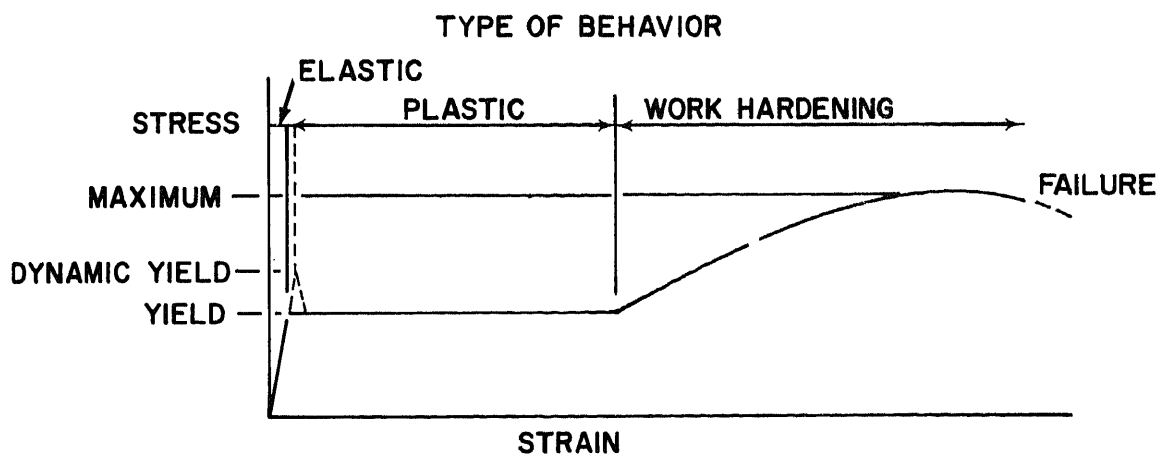 TYPE OF BEHAVIOR
ELASTIC
STRESS
PLASTIC
WORK HARDENING
MAXIMUM
FAILURE
DYNAMIC YIELD
YIELD
STRAIN